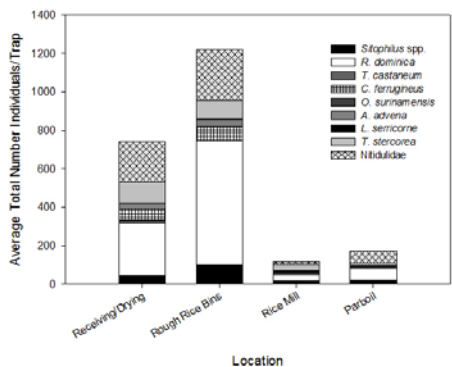 Average Total Number Individuals/Trap
1400
1200
1000
800
600
400
200
0
Sitophilus spp.
R. dominica
T. castaneum
C. ferrugineus
O. surinamensis
A. advena
L. serricorne
T. stercorea
Nitidulidae
Receiving/Drying
Rough Rice Bins
Rice Mill
Parboil
Location